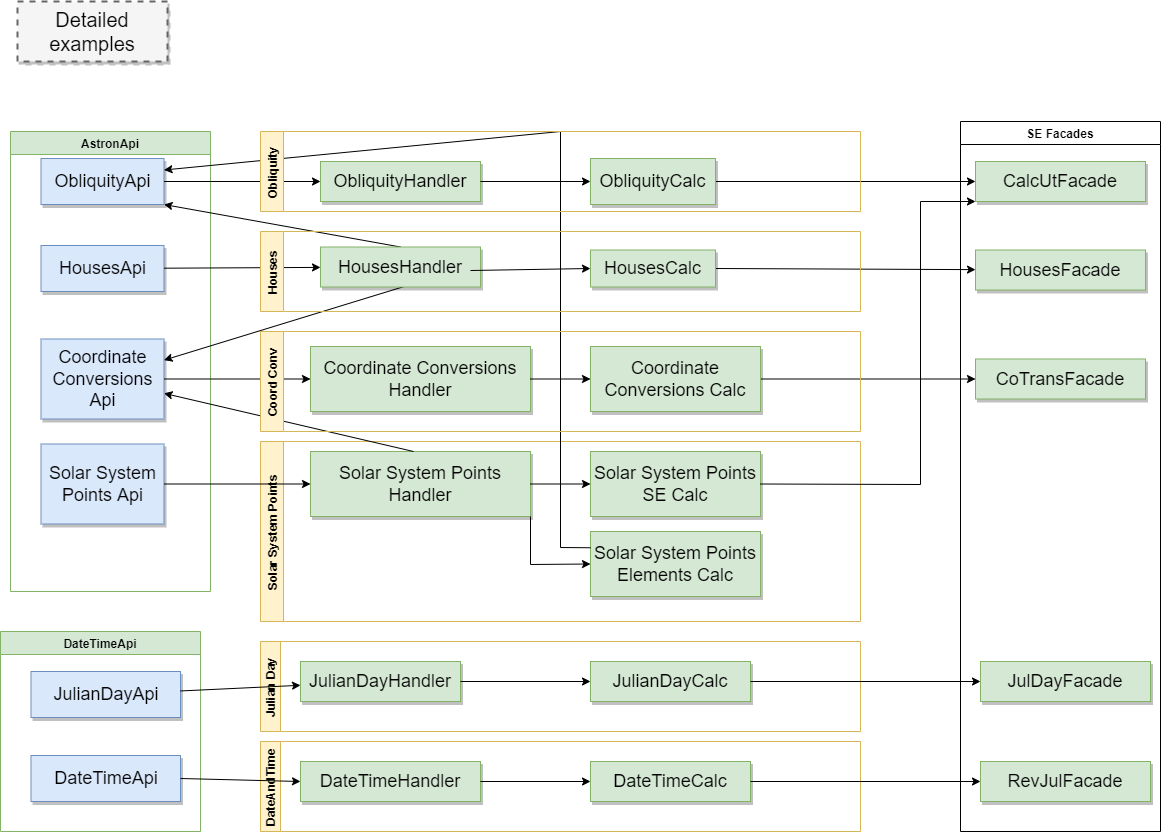 Detailed
examples
AstronApi
SE Facades
Obliquity
ObliquityApi
ObliquityHandler
ObliquityCalc
CalcUtFacade
Houses
HousesApi
HousesHandler
HousesCalc
HousesFacade
Coord Conv
Coordinate
Conversions
Api
Coordinate Conversions
Handler
Coordinate
Conversions Calc
CoTransFacade
Solar System Points
Solar System
Points Api
Solar System Points
Handler
Solar System Points
SE Calc
Solar System Points
Elements Calc
DateTimeApi
Julian Day
JulianDayApi
JulianDayHandler
JulianDayCalc
JulDayFacade
DateAndTime
DateTimeApi
DateTimeHandler
DateTimeCalc
RevJulFacade